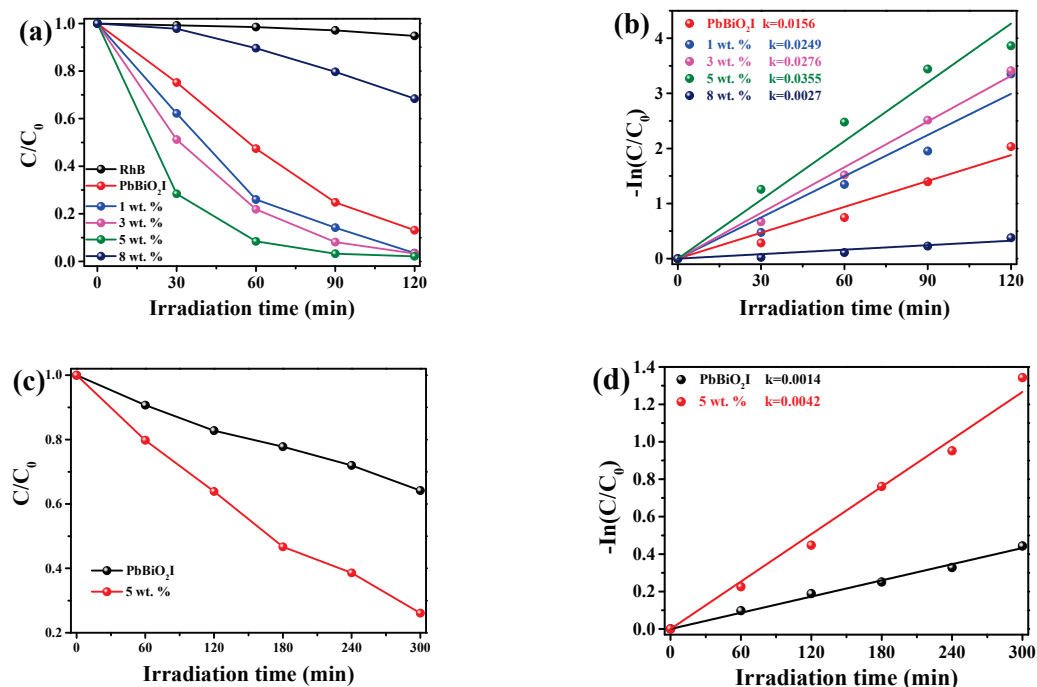 (a)
1.0
0.8
0.6
0.4
0.2
0.0
C/C₀
RhB
PbBiO₂I
1 wt. %
3 wt. %
5 wt. %
8 wt. %
0 30 60 90 120
Irradiation time (min)
(b)
4
3
2
1
0
-In(C/C₀)
PbBiO₂I k=0.0156
1 wt. % k=0.0249
3 wt. % k=0.0276
5 wt. % k=0.0355
8 wt. % k=0.0027
0 30 60 90 120
Irradiation time (min)
(c)
1.0
0.8
0.6
0.4
0.2
C/C₀
PbBiO₂I
5 wt. %
0 60 120 180 240 300
Irradiation time (min)
(d)
1.4
1.2
1.0
0.8
0.6
0.4
0.2
0.0
-In(C/C₀)
PbBiO₂I k=0.0014
5 wt. % k=0.0042
0 60 120 180 240 300
Irradiation time (min)